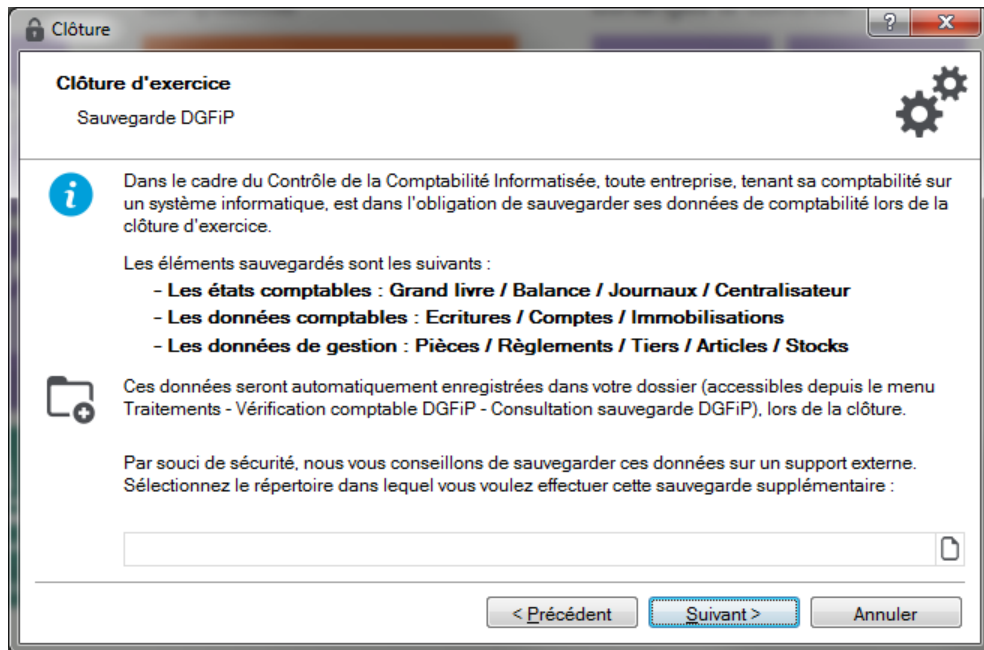 Clôture
?
X
Clôture d'exercice
Sauvegarde DGFiP
i
Dans le cadre du Contrôle de la Comptabilité Informatisée, toute entreprise, tenant sa comptabilité sur
un système informatique, est dans l'obligation de sauvegarder ses données de comptabilité lors de la
clôture d'exercice.
Les éléments sauvegardés sont les suivants :
- Les états comptables : Grand livre / Balance / Journaux / Centralisateur
- Les données comptables : Ecritures / Comptes / Immobilisations
- Les données de gestion : Pièces / Règlements / Tiers / Articles / Stocks
Ces données seront automatiquement enregistrées dans votre dossier (accessibles depuis le menu
Traitements - Vérification comptable DGFiP - Consultation sauvegarde DGFiP), lors de la clôture.
Par souci de sécurité, nous vous conseillons de sauvegarder ces données sur un support externe.
Sélectionnez le répertoire dans lequel vous voulez effectuer cette sauvegarde supplémentaire :
< Précédent
Suivant >
Annuler